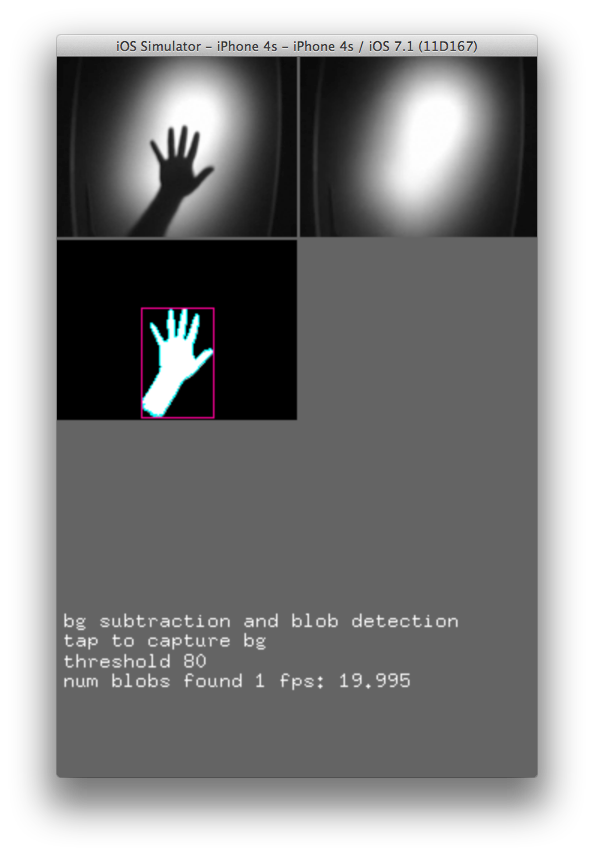 iOS Simulator – iPhone 4s – iPhone 4s / iOS 7.1 (11D167)
bg subtraction and blob detection
tap to capture bg
threshold 80
num blobs found 1 fps: 19.995